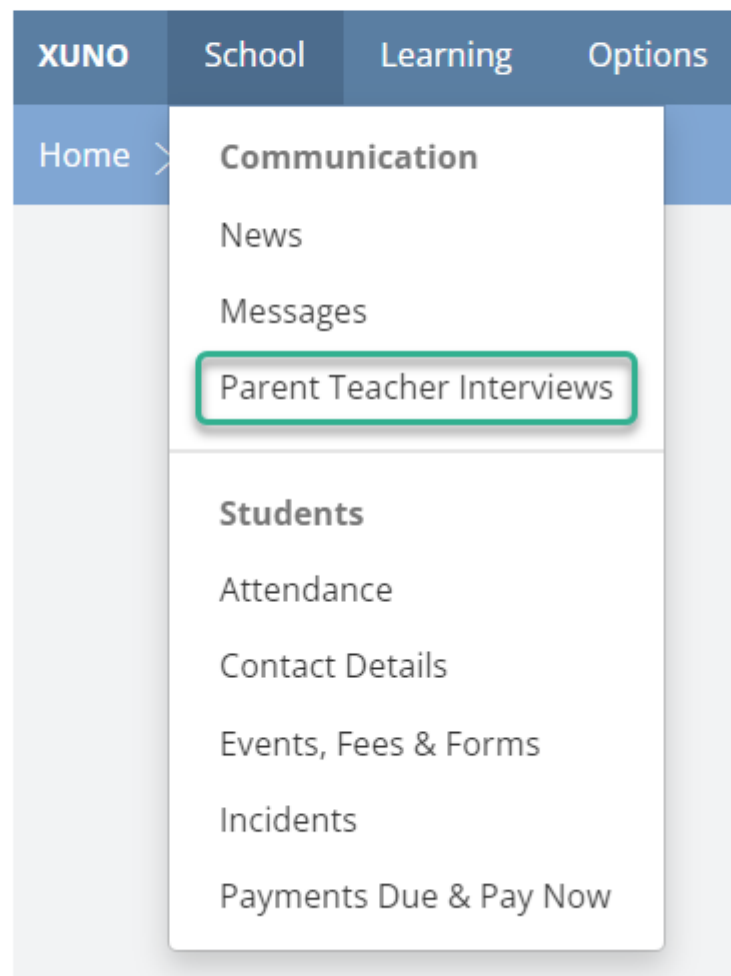 XUNO School Learning Options
Home
Communication
News
Messages
Parent Teacher Interviews
Students
Attendance
Contact Details
Events, Fees & Forms
Incidents
Payments Due & Pay Now